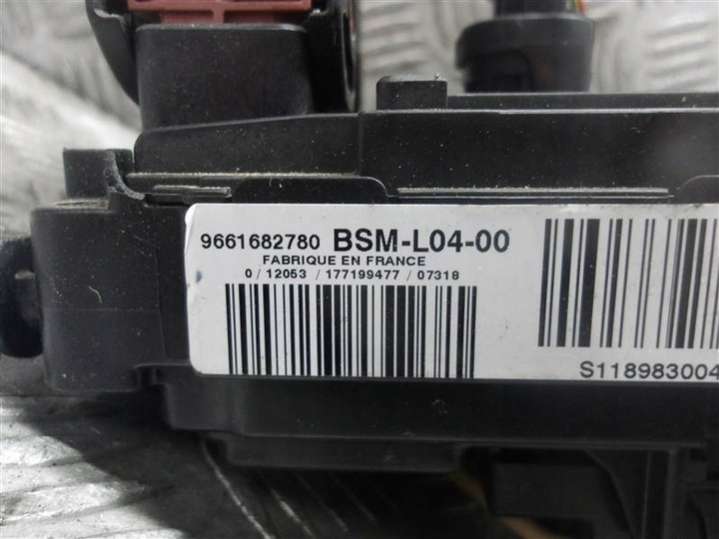 9661682780 BSM-L04-00
FABRIQUE EN FRANCE
0 / 12053 / 177199477 / 07318
S118983004